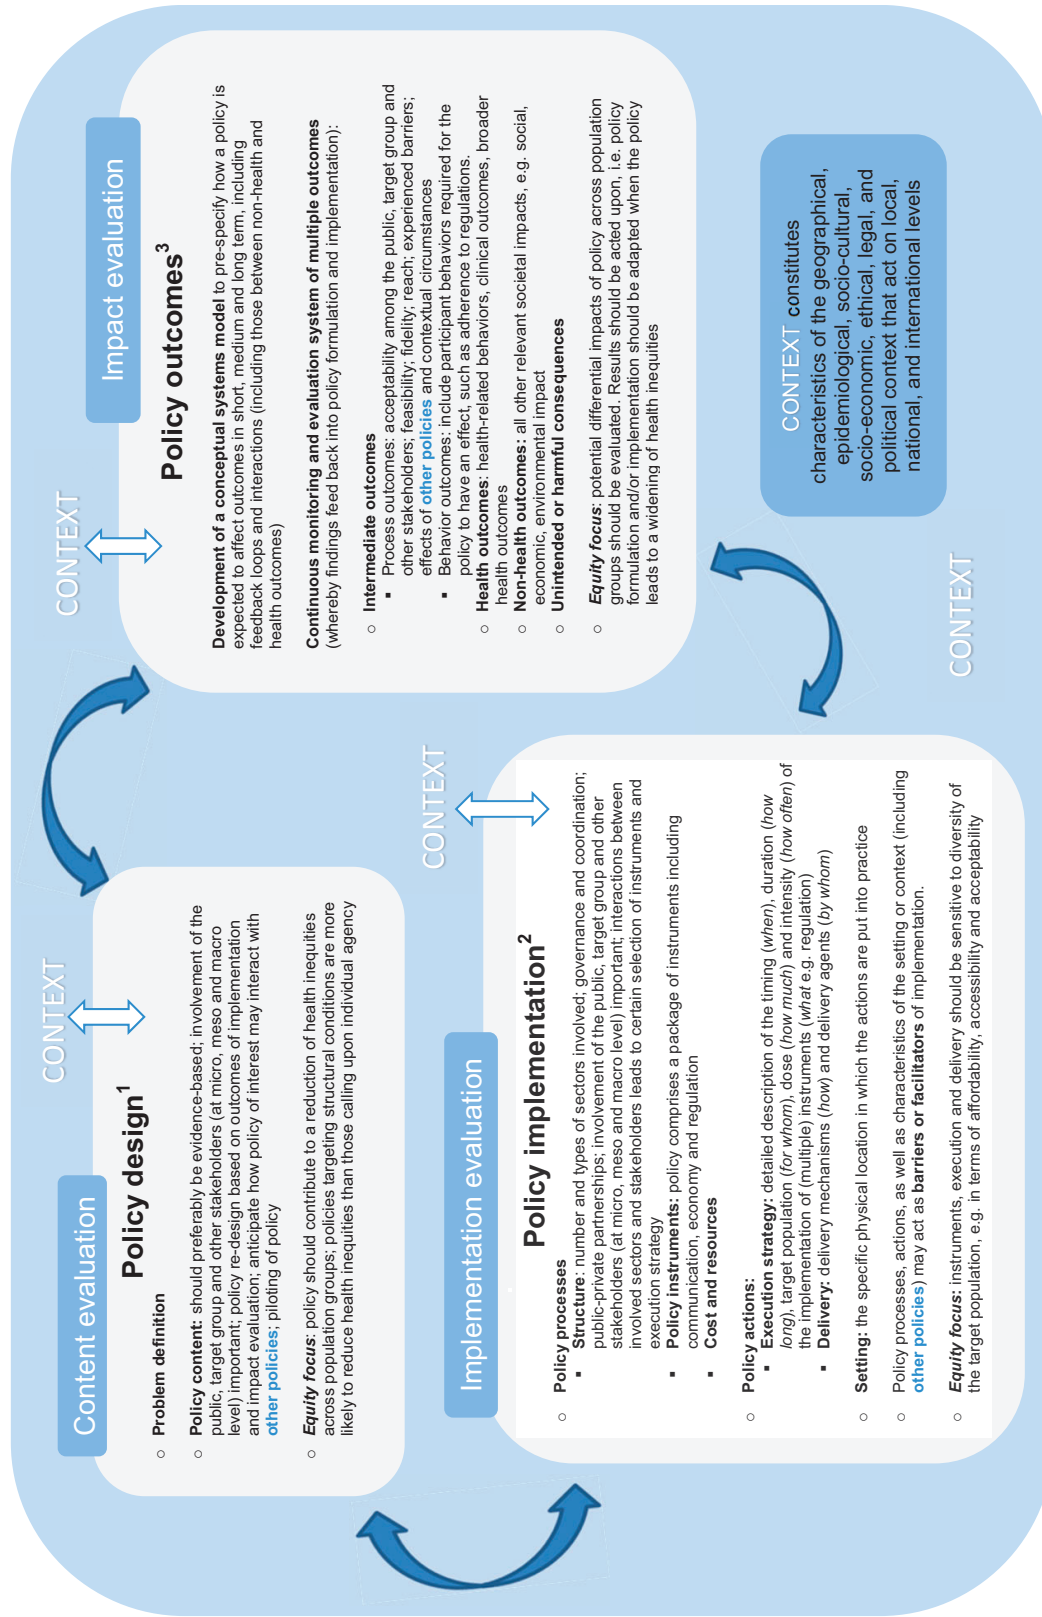 Content evaluation
CONTEXT
Policy design1
○ Problem definition
○ Policy content: should preferably be evidence-based; involvement of the
public, target group and other stakeholders (at micro, meso and macro
level) important; policy re-design based on outcomes of implementation
and impact evaluation; anticipate how policy of interest may interact with
other policies; piloting of policy
○ Equity focus: policy should contribute to a reduction of health inequities
across population groups; policies targeting structural conditions are more
likely to reduce health inequities than those calling upon individual agency
CONTEXT
Impact evaluation
Policy outcomes3
Development of a conceptual systems model to pre-specify how a policy is
expected to affect outcomes in short, medium and long term, including
feedback loops and interactions (including those between non-health and
health outcomes)
Continuous monitoring and evaluation system of multiple outcomes
(whereby findings feed back into policy formulation and implementation):
○ Intermediate outcomes
▪ Process outcomes: acceptability among the public, target group and
other stakeholders; feasibility; fidelity; reach; experienced barriers;
effects of other policies and contextual circumstances
▪ Behavior outcomes: include participant behaviors required for the
policy to have an effect, such as adherence to regulations.
○ Health outcomes: health-related behaviors, clinical outcomes, broader
health outcomes
○ Non-health outcomes: all other relevant societal impacts, e.g. social,
economic, environmental impact
○ Unintended or harmful consequences
○ Equity focus: potential differential impacts of policy across population
groups should be evaluated. Results should be acted upon, i.e. policy
formulation and/or implementation should be adapted when the policy
leads to a widening of health inequities
Implementation evaluation
CONTEXT
Policy implementation2
○ Policy processes
▪ Structure: number and types of sectors involved; governance and coordination;
public-private partnerships; involvement of the public, target group and other
stakeholders (at micro, meso and macro level) important; interactions between
involved sectors and stakeholders leads to certain selection of instruments and
execution strategy
▪ Policy instruments: policy comprises a package of instruments including
communication, economy and regulation
▪ Cost and resources
○ Policy actions:
▪ Execution strategy: detailed description of the timing (when), duration (how
long), target population (for whom), dose (how much) and intensity (how often) of
the implementation of (multiple) instruments (what e.g. regulation)
▪ Delivery: delivery mechanisms (how) and delivery agents (by whom)
○ Setting: the specific physical location in which the actions are put into practice
○ Policy processes, actions, as well as characteristics of the setting or context (including
other policies) may act as barriers or facilitators of implementation.
○ Equity focus: instruments, execution and delivery should be sensitive to diversity of
the target population, e.g. in terms of affordability, accessibility and acceptability
CONTEXT constitutes
characteristics of the geographical,
epidemiological, socio-cultural,
socio-economic, ethical, legal, and
political context that act on local,
national, and international levels
CONTEXT